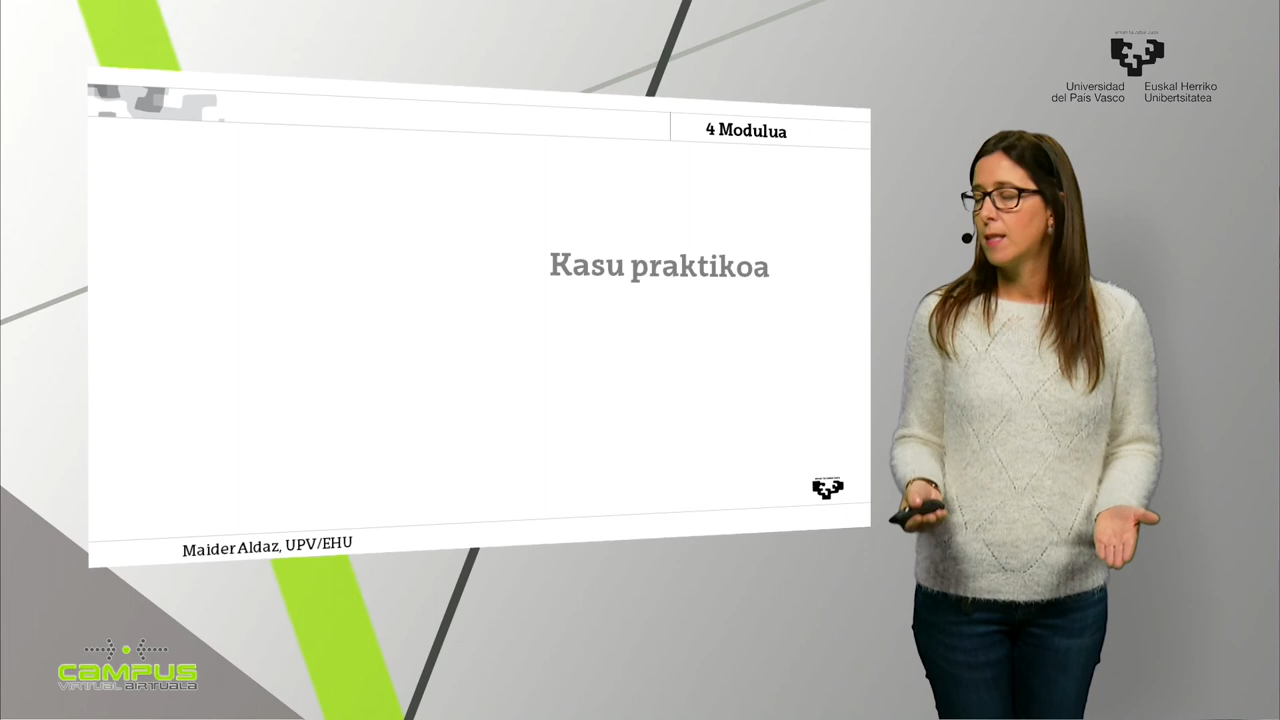 4 Modulua
Kasu praktikoa
Maider Aldaz, UPV/EHU
Universidad
del País Vasco
Euskal Herriko
Unibertsitatea
CAMPUS
VIRTUAL BIRTUALA